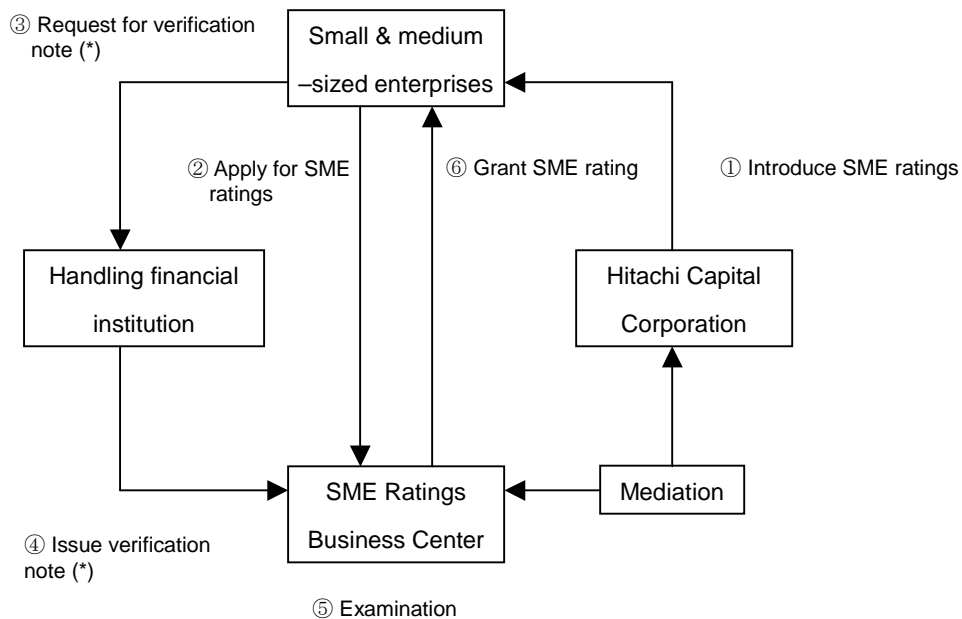 ③ Request for verification
note (*)
Small & medium
–sized enterprises
② Apply for SME
ratings
⑥ Grant SME rating
① Introduce SME ratings
Handling financial
institution
Hitachi Capital
Corporation
SME Ratings
Business Center
Mediation
④ Issue verification
note (*)
⑤ Examination